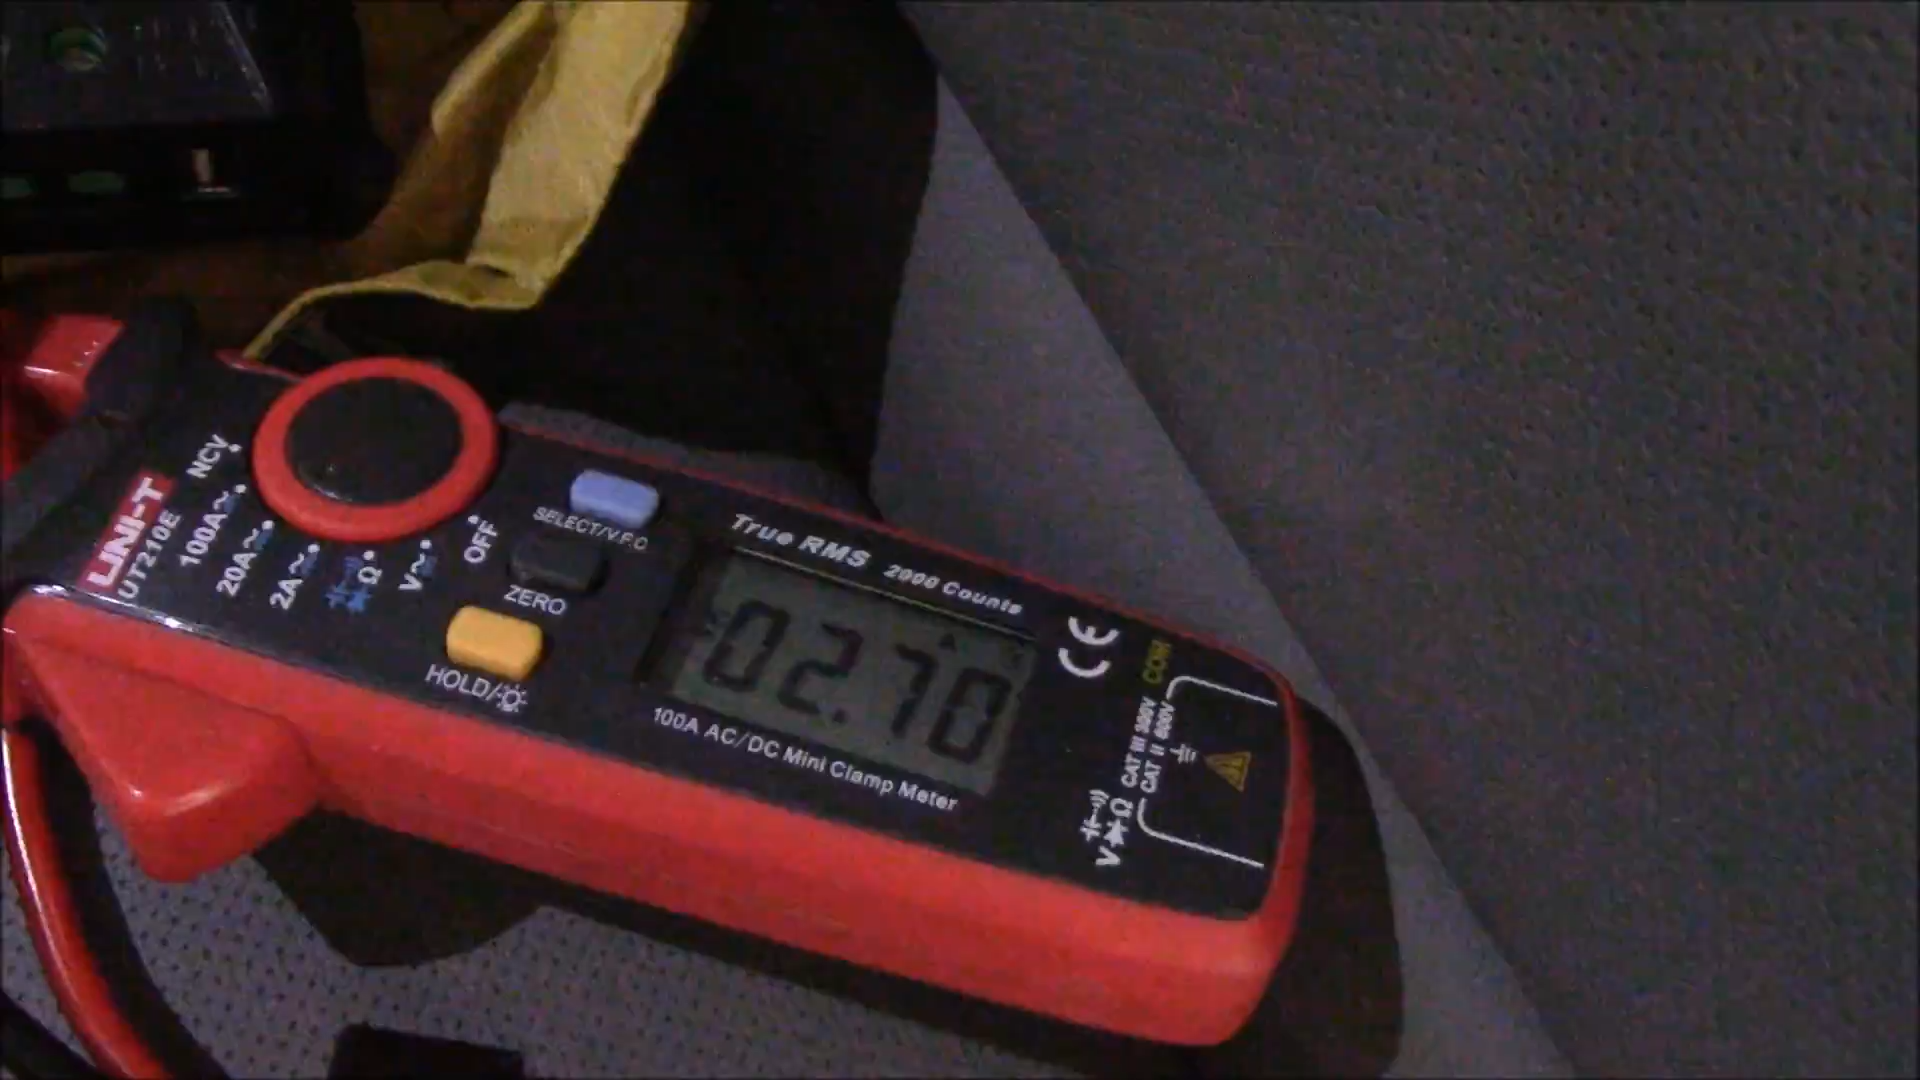 UNI-T
UT210E
NCV
100A
20A
2A
Ω
V
OFF
SELECT/V.F.C
ZERO
HOLD/
True RMS 2000 Counts
02.70
100A AC/DC Mini Clamp Meter
CE
COM
CAT III 300V
CAT II 600V
V Ω